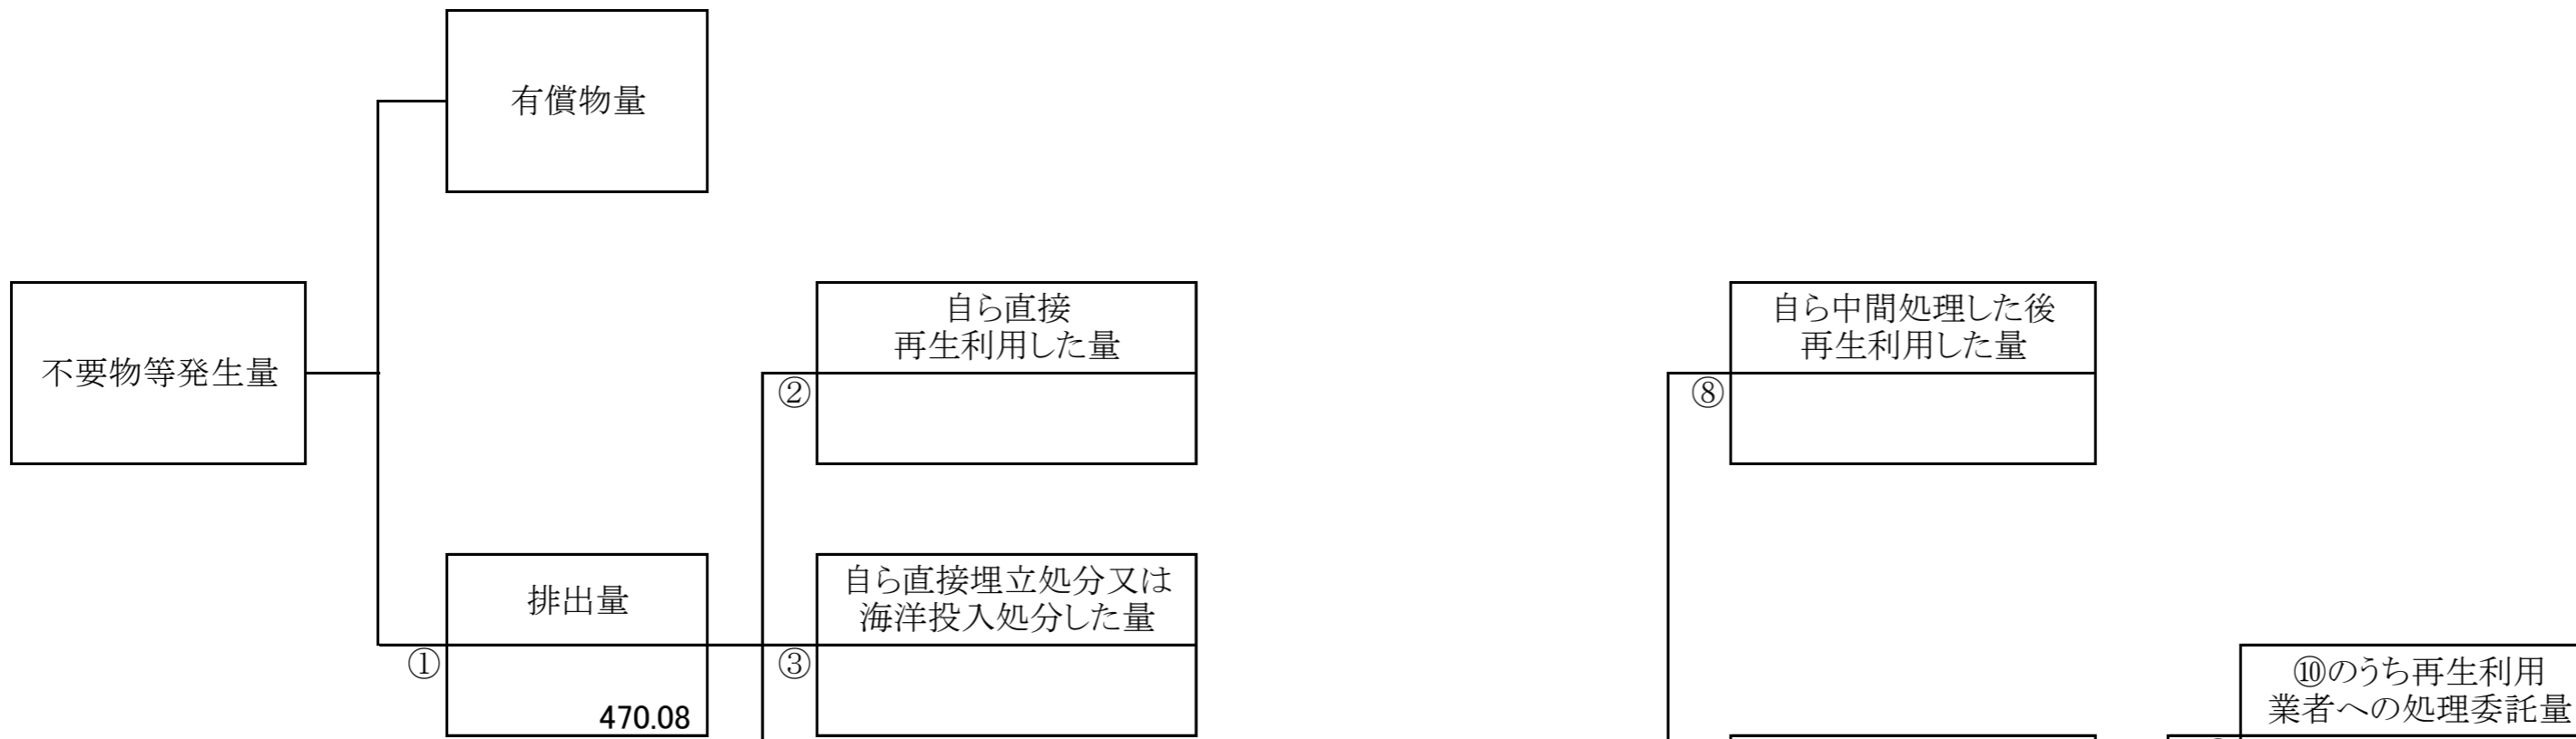 有償物量
不要物等発生量
自ら直接
再生利用した量
②
自ら中間処理した後
再生利用した量
⑧
排出量
①
470.08
自ら直接埋立処分又は
海洋投入処分した量
③
⑩のうち再生利用
業者への処理委託量